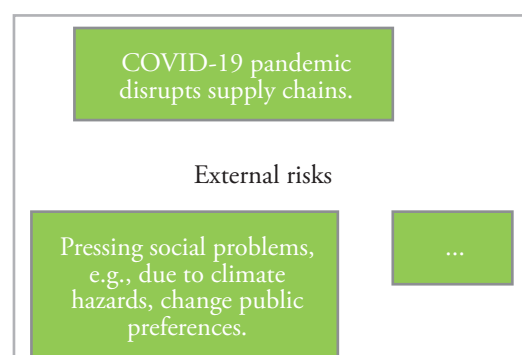 COVID-19 pandemic
disrupts supply chains.
External risks
Pressing social problems,
e.g., due to climate
hazards, change public
preferences.
...